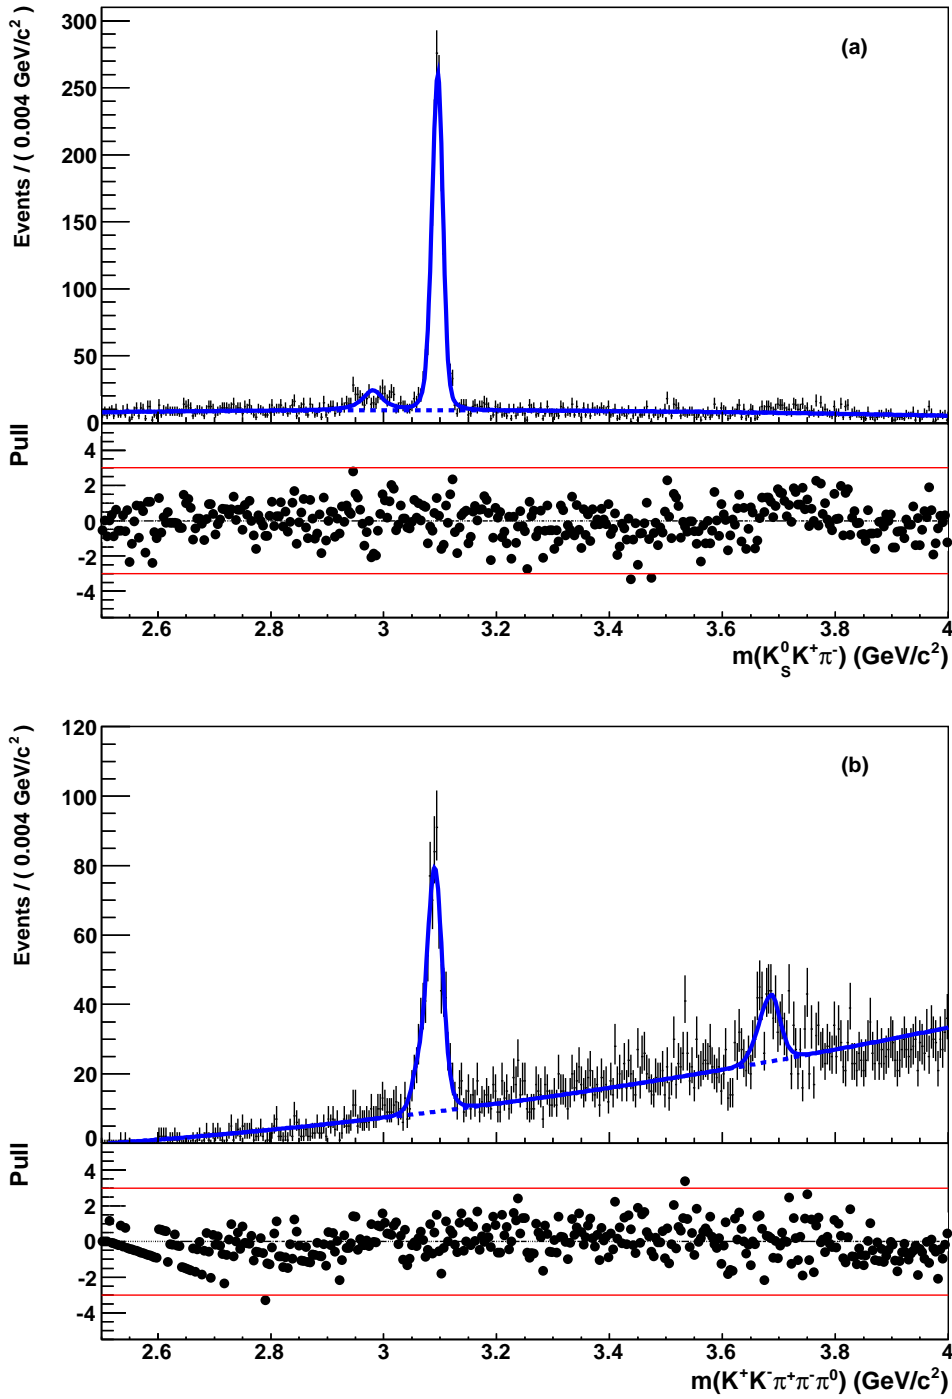 Events / ( 0.004 GeV/c² )
300
250
200
150
100
50
0
(a)
Pull
4
2
0
-2
-4
2.6 2.8 3 3.2 3.4 3.6 3.8 4
m(K⁰_S K⁺π⁻) (GeV/c²)
Events / ( 0.004 GeV/c² )
120
100
80
60
40
20
0
(b)
Pull
4
2
0
-2
-4
2.6 2.8 3 3.2 3.4 3.6 3.8 4
m(K⁺K⁻π⁺π⁻π⁰) (GeV/c²)